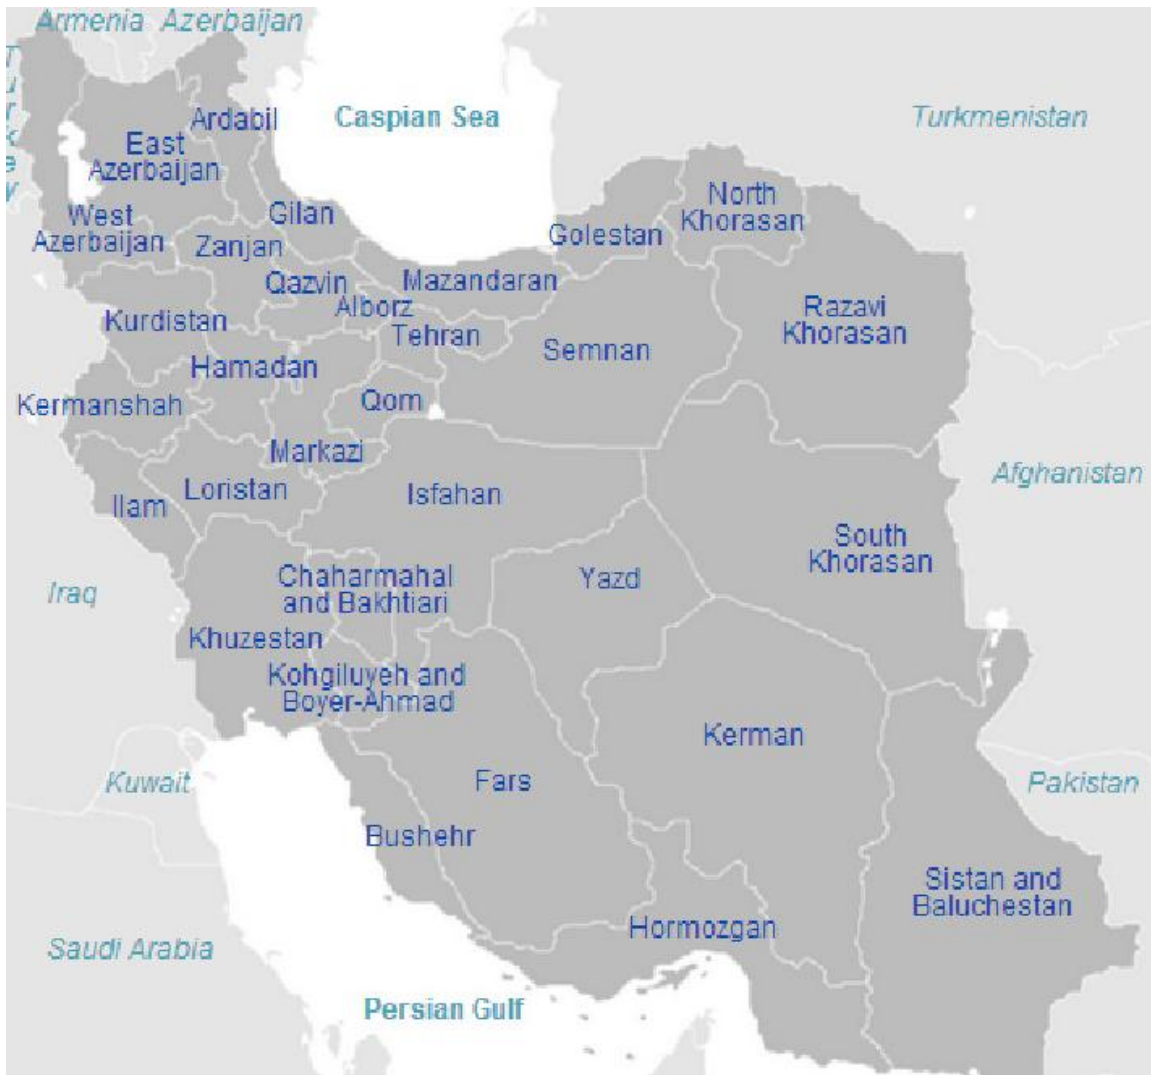 Armenia Azerbaijan
Turkey
Ardabil
Caspian Sea
Turkmenistan
East
Azerbaijan
North
Khorasan
West
Azerbaijan
Gilan
Golestan
Zanjan
Qazvin
Mazandaran
Alborz
Razavi
Khorasan
Kurdistan
Tehran
Semnan
Hamadan
Kermanshah
Qom
Markazi
Afghanistan
Loristan
Isfahan
Ilam
South
Khorasan
Iraq
Chaharmahal
and Bakhtiari
Yazd
Khuzestan
Kohgiluyeh and
Boyer-Ahmad
Kerman
Kuwait
Fars
Pakistan
Bushehr
Sistan and
Baluchestan
Hormozgan
Saudi Arabia
Persian Gulf